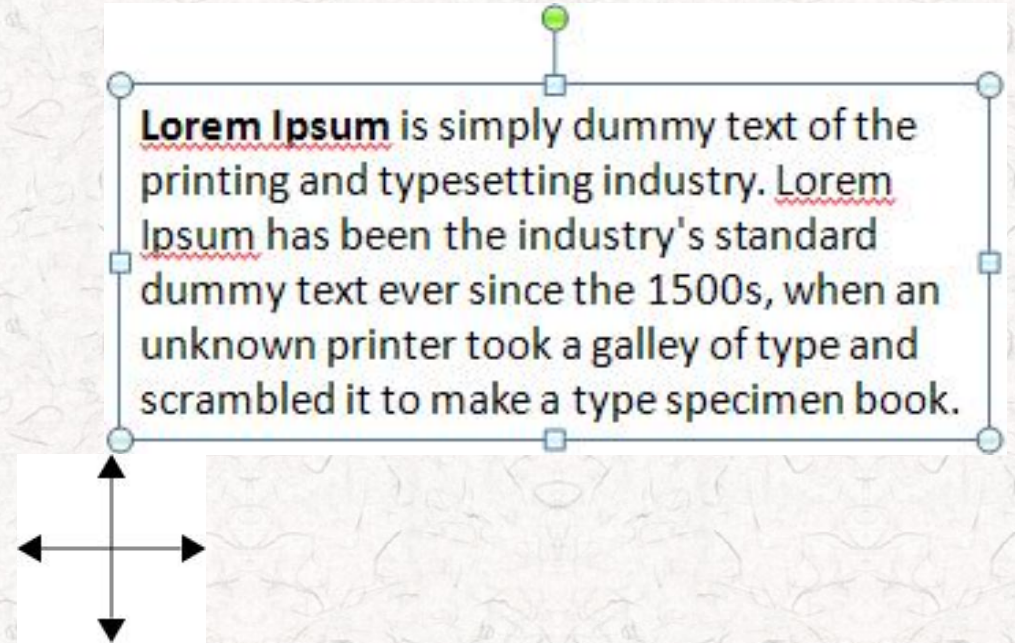 Lorem Ipsum is simply dummy text of the
printing and typesetting industry. Lorem
Ipsum has been the industry's standard
dummy text ever since the 1500s, when an
unknown printer took a galley of type and
scrambled it to make a type specimen book.